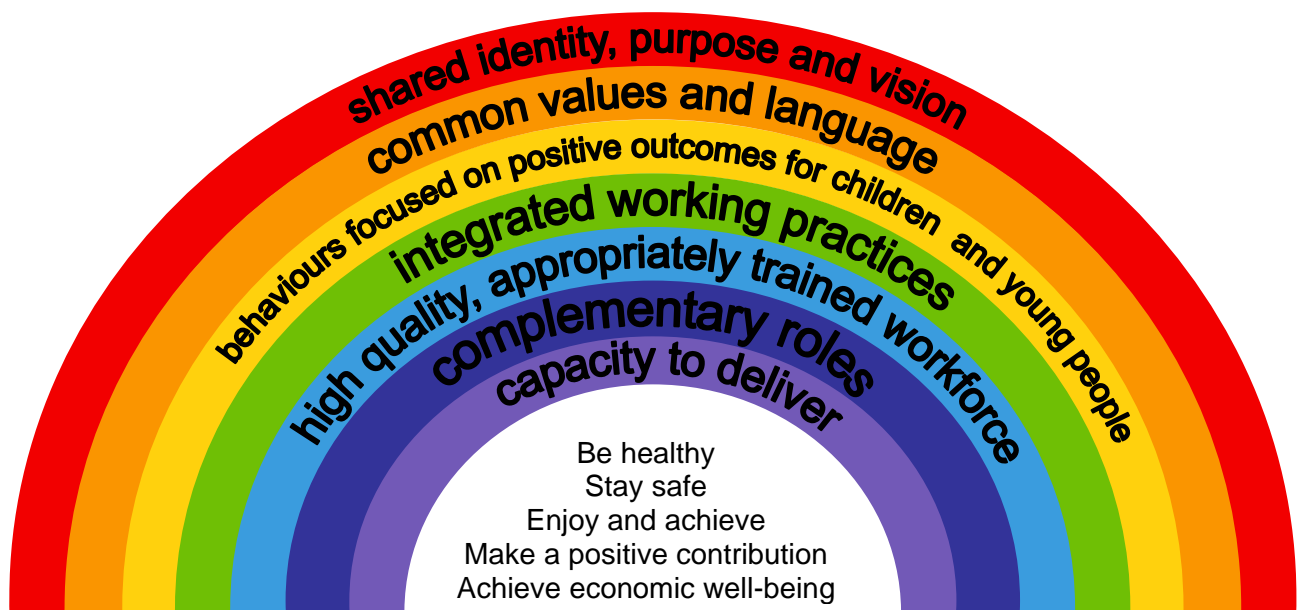 shared identity, purpose and vision
common values and language
behaviours focused on positive outcomes for children and young people
integrated working practices
high quality, appropriately trained workforce
complementary roles
capacity to deliver
Be healthy
Stay safe
Enjoy and achieve
Make a positive contribution
Achieve economic well-being